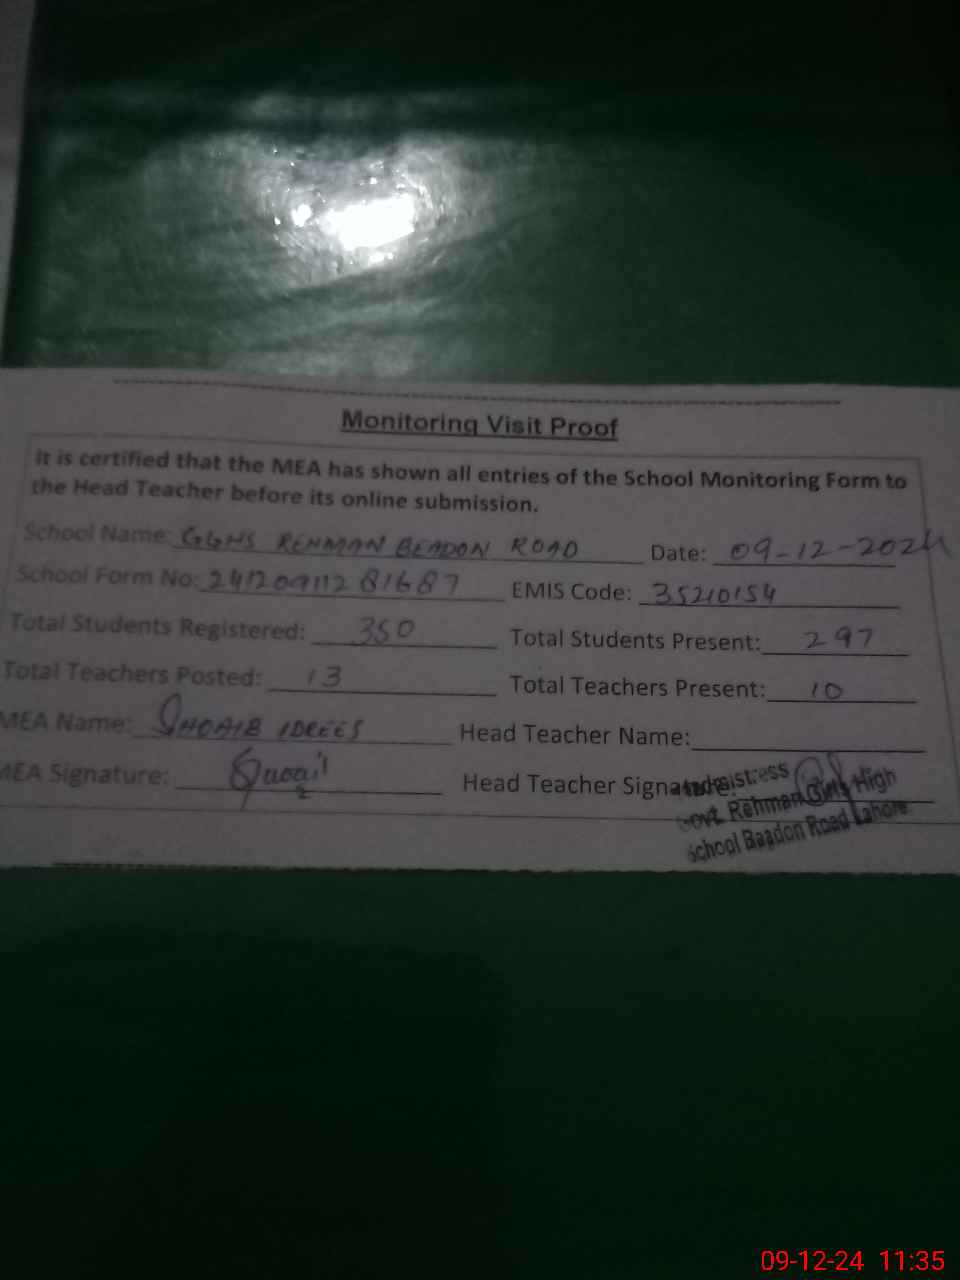 Monitoring Visit Proof
It is certified that the MEA has shown all entries of the School Monitoring Form to
the Head Teacher before its online submission.
School Name: GGHS REHMAN BEADON ROAD Date: 09-12-2024
School Form No: 24120911281687 EMIS Code: 35210154
Total Students Registered: 350 Total Students Present: 297
Total Teachers Posted: 13 Total Teachers Present: 10
MEA Name: SHOAIB IDREES Head Teacher Name:
MEA Signature: Head Teacher Signature:
Govt. Rehman Girls High
School Baadon Road Lahore
09-12-24 11:35